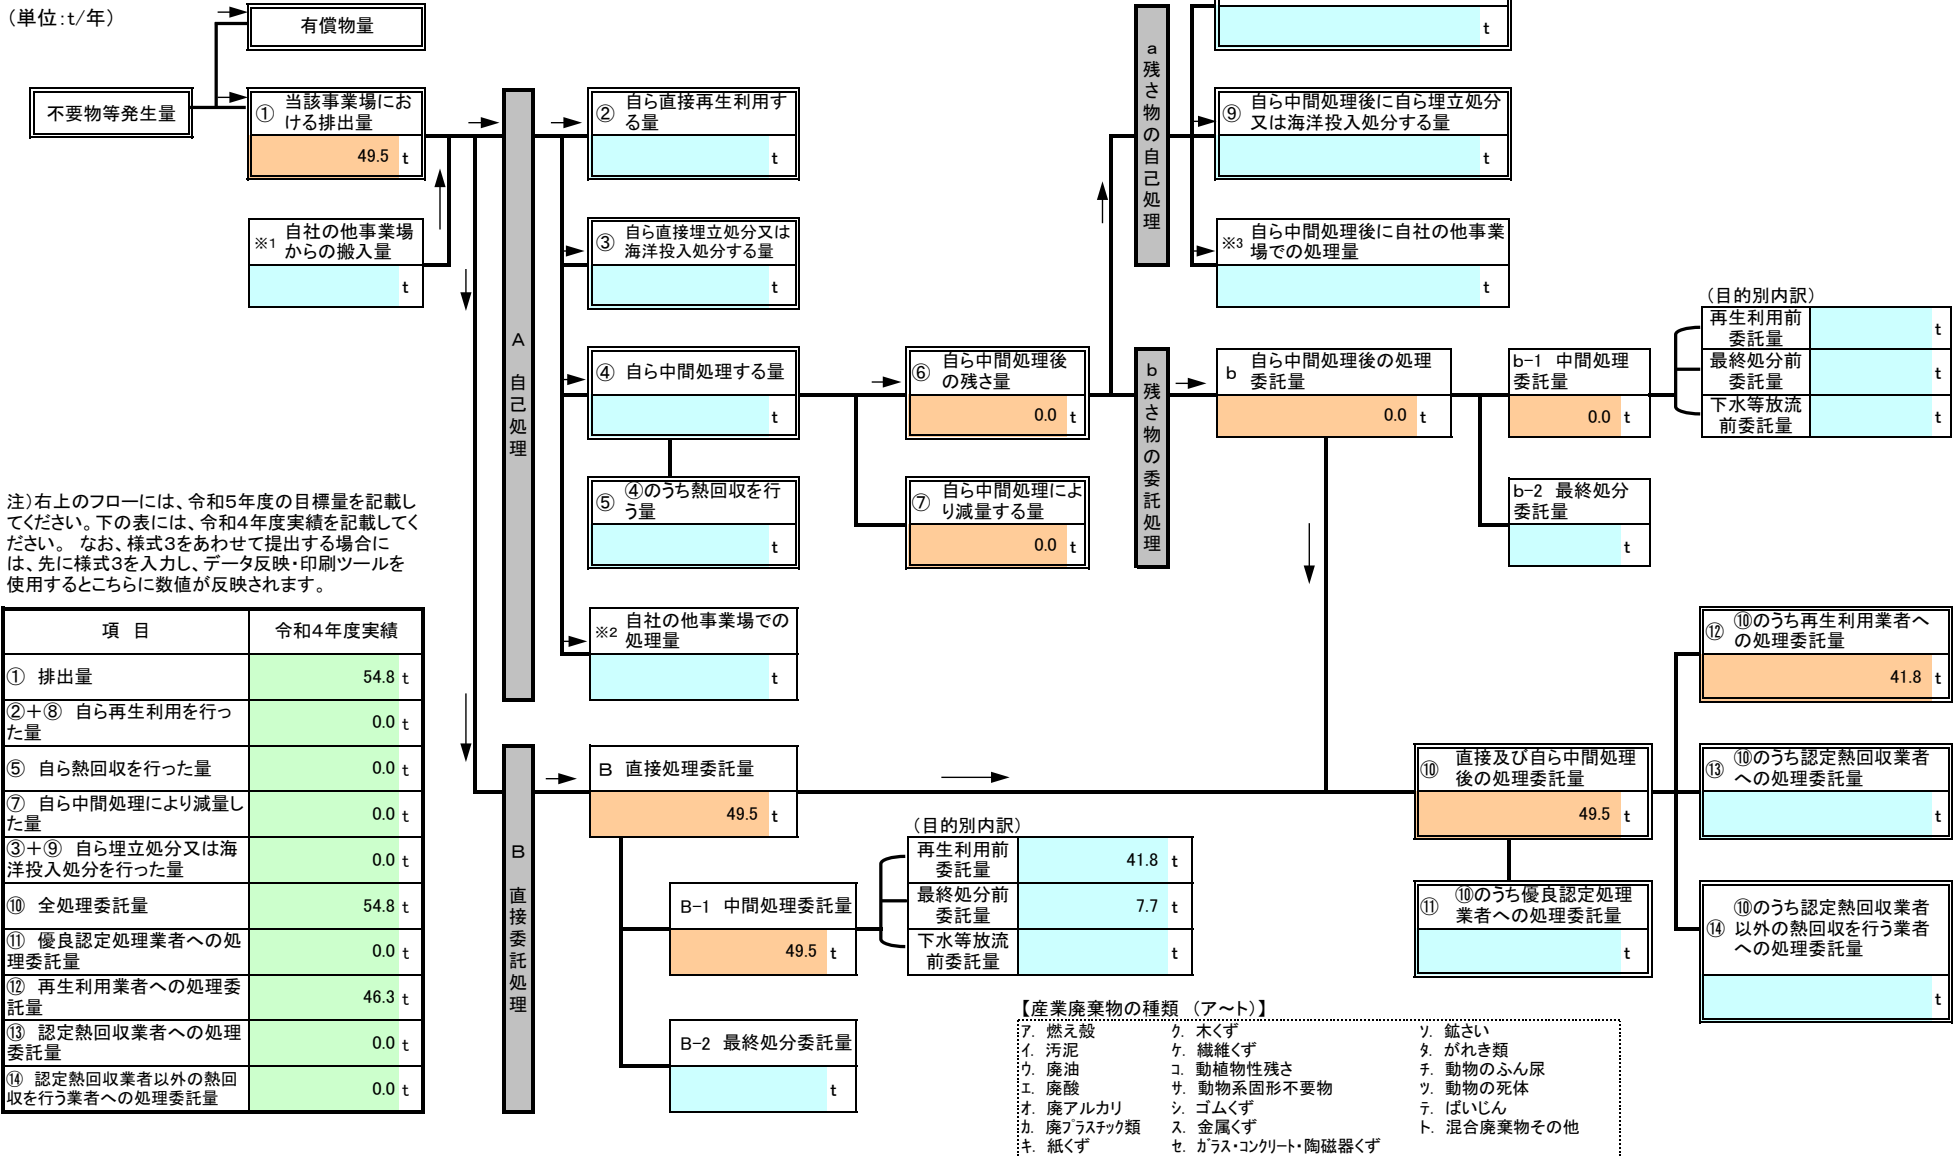 (単位:t/年)
有償物量
不要物等発生量
① 当該事業場にお
ける排出量
49.5 t
※1 自社の他事業場
からの搬入量
t
A 自己処理
② 自ら直接再生利用す
る量
t
③ 自ら直接埋立処分又は
海洋投入処分する量
t
④ 自ら中間処理する量
t
⑤ ④のうち熱回収を行
う量
t
※2 自社の他事業場での
処理量
t
⑥ 自ら中間処理後
の残さ量
0.0 t
⑦ 自ら中間処理によ
り減量する量
0.0 t
a 残さ物の自己処理
t
⑨ 自ら中間処理後に自ら埋立処分
又は海洋投入処分する量
t
※3 自ら中間処理後に自社の他事業
場での処理量
t
b 残さ物の委託処理
b 自ら中間処理後の処理
委託量
0.0 t
b-1 中間処理
委託量
0.0 t
b-2 最終処分
委託量
t
(目的別内訳)
再生利用前
委託量
t
最終処分前
委託量
t
下水等放流
前委託量
t
注)右上のフローには、令和5年度の目標量を記載し
てください。下の表には、令和4年度実績を記載してく
ださい。 なお、様式3をあわせて提出する場合に
は、先に様式3を入力し、データ反映・印刷ツールを
使用するとこちらに数値が反映されます。
項 目 令和4年度実績
① 排出量 54.8 t
②+⑧ 自ら再生利用を行っ
た量 0.0 t
⑤ 自ら熱回収を行った量 0.0 t
⑦ 自ら中間処理により減量し
た量 0.0 t
③+⑨ 自ら埋立処分又は海
洋投入処分を行った量 0.0 t
⑩ 全処理委託量 54.8 t
⑪ 優良認定処理業者への処
理委託量 0.0 t
⑫ 再生利用業者への処理委
託量 46.3 t
⑬ 認定熱回収業者への処理
委託量 0.0 t
⑭ 認定熱回収業者以外の熱回
収を行う業者への処理委託量 0.0 t
B 直接委託処理
B 直接処理委託量
49.5 t
B-1 中間処理委託量
49.5 t
B-2 最終処分委託量
t
(目的別内訳)
再生利用前
委託量
41.8 t
最終処分前
委託量
7.7 t
下水等放流
前委託量
t
⑩ 直接及び自ら中間処理
後の処理委託量
49.5 t
⑪ ⑩のうち優良認定処理
業者への処理委託量
t
⑫ ⑩のうち再生利用業者へ
の処理委託量
41.8 t
⑬ ⑩のうち認定熱回収業者
への処理委託量
t
⑭ ⑩のうち認定熱回収業者
以外の熱回収を行う業者
への処理委託量
t
【産業廃棄物の種類 (ア~ト)】
ア. 燃え殻 ク. 木くず ソ. 鉱さい
イ. 汚泥 ケ. 繊維くず タ. がれき類
ウ. 廃油 コ. 動植物性残さ チ. 動物のふん尿
エ. 廃酸 サ. 動物系固形不要物 ツ. 動物の死体
オ. 廃アルカリ シ. ゴムくず テ. ばいじん
カ. 廃プラスチック類 ス. 金属くず ト. 混合廃棄物その他
キ. 紙くず セ. ガラス・コンクリート・陶磁器くず